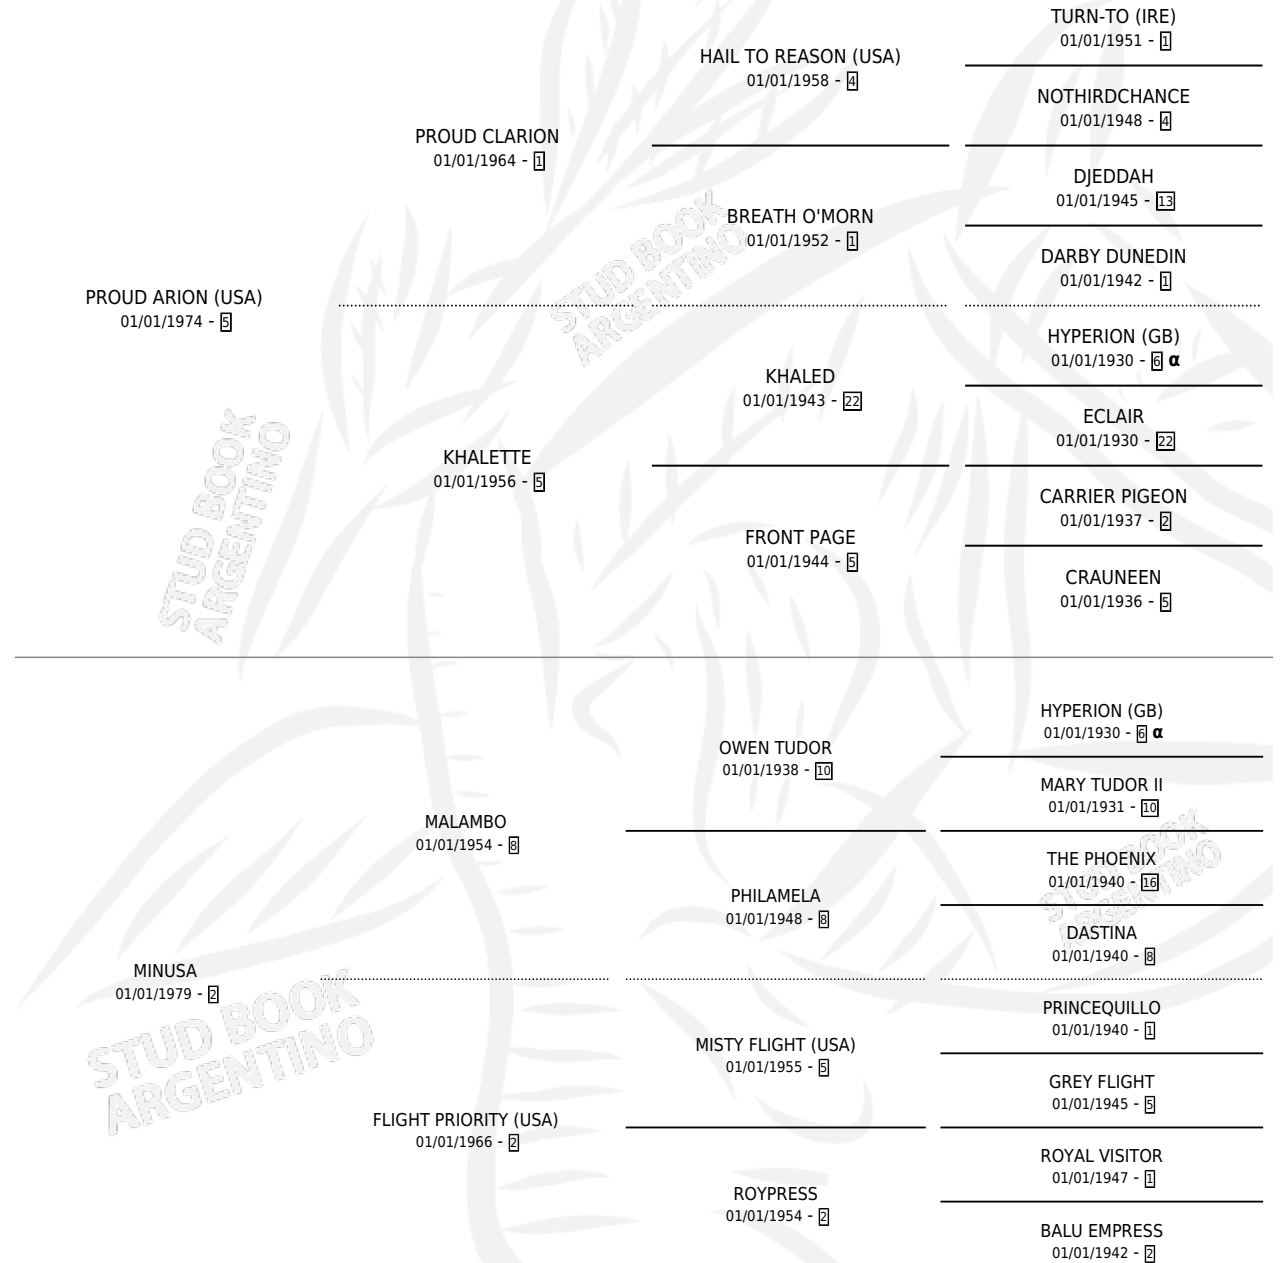 TURN-TO (IRE)
01/01/1951 - 1
HAIL TO REASON (USA)
01/01/1958 - 4
NOTHIRDCHANCE
01/01/1948 - 4
PROUD CLARION
01/01/1964 - 1
DJEDDAH
01/01/1945 - 13
BREATH O'MORN
01/01/1952 - 1
DARBY DUNEDIN
01/01/1942 - 1
PROUD ARION (USA)
01/01/1974 - 5
HYPERION (GB)
01/01/1930 - 6 α
KHALED
01/01/1943 - 22
ECLAIR
01/01/1930 - 22
KHALETTE
01/01/1956 - 5
CARRIER PIGEON
01/01/1937 - 2
FRONT PAGE
01/01/1944 - 5
CRAUNEEN
01/01/1936 - 5
HYPERION (GB)
01/01/1930 - 6 α
OWEN TUDOR
01/01/1938 - 10
MARY TUDOR II
01/01/1931 - 10
MALAMBO
01/01/1954 - 8
THE PHOENIX
01/01/1940 - 16
PHILAMELA
01/01/1948 - 8
DASTINA
01/01/1940 - 8
MINUSA
01/01/1979 - 2
PRINCEQUILLO
01/01/1940 - 1
MISTY FLIGHT (USA)
01/01/1955 - 5
GREY FLIGHT
01/01/1945 - 5
FLIGHT PRIORITY (USA)
01/01/1966 - 2
ROYAL VISITOR
01/01/1947 - 1
ROYPRESS
01/01/1954 - 2
BALU EMPRESS
01/01/1942 - 2
STUD BOOK
ARGENTINO
STUD BOOK
ARGENTINO
STUD BOOK
ARGENTINO
STUD BOOK
ARGENTINO